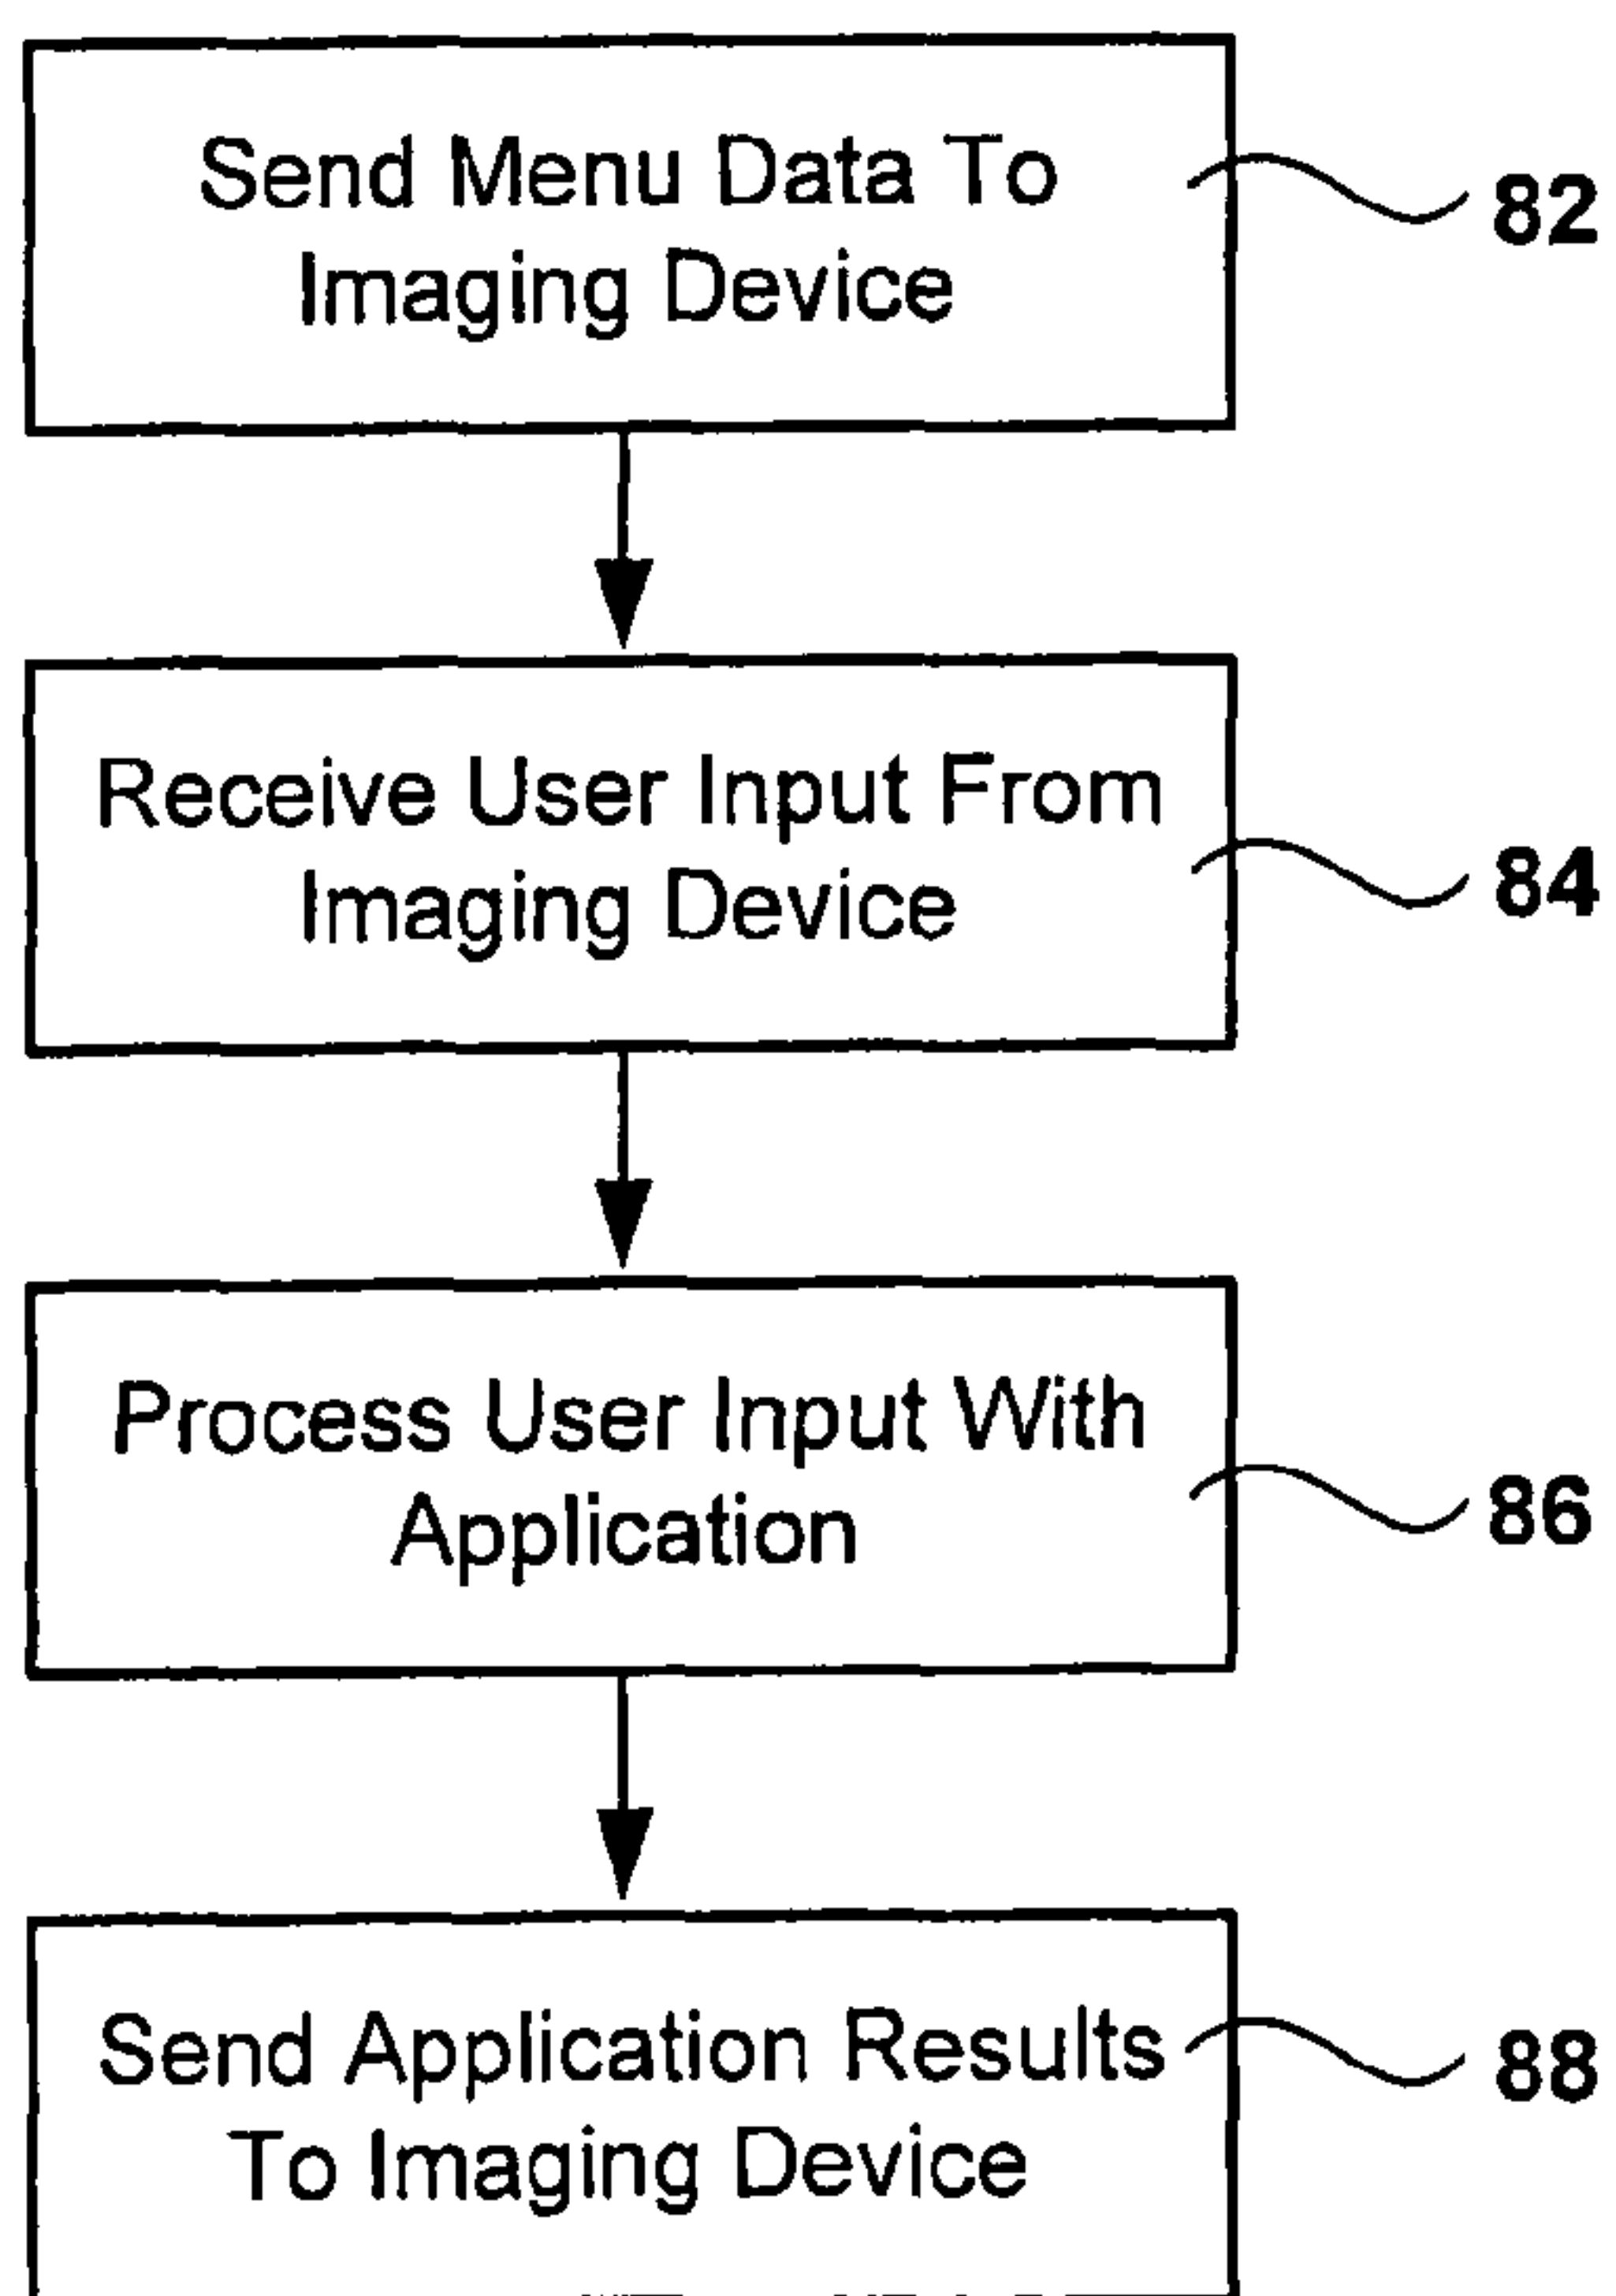 Send Menu Data To
Imaging Device
82
Receive User Input From
Imaging Device
84
Process User Input With
Application
86
Send Application Results
To Imaging Device
88